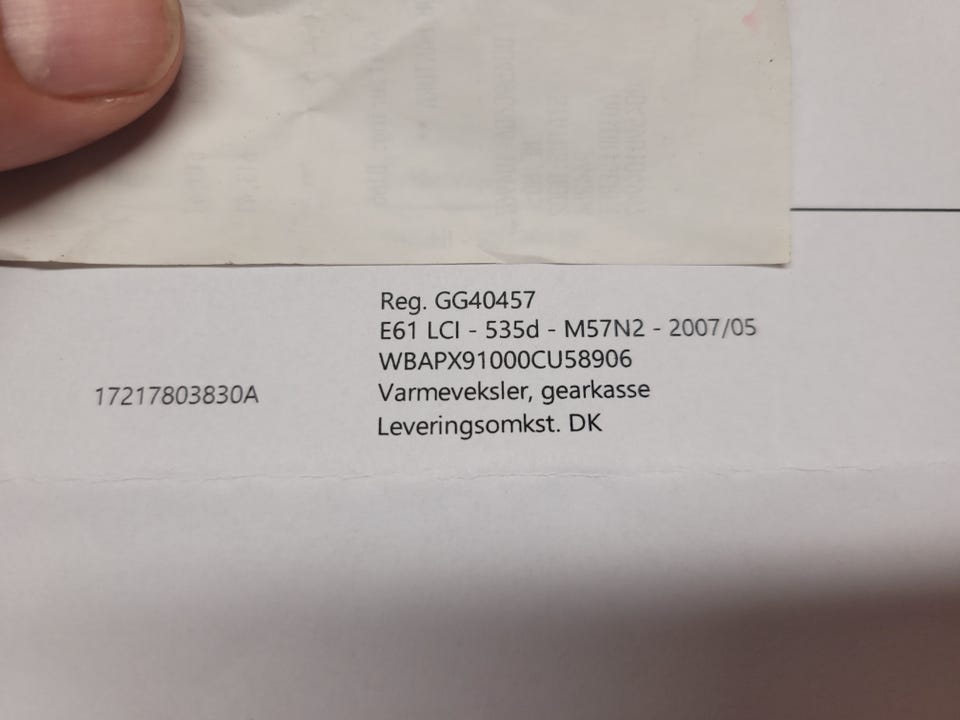 Reg. GG40457
E61 LCI - 535d - M57N2 - 2007/05
WBAPX91000CU58906
17217803830A Varmeveksler, gearkasse
Leveringsomkst. DK